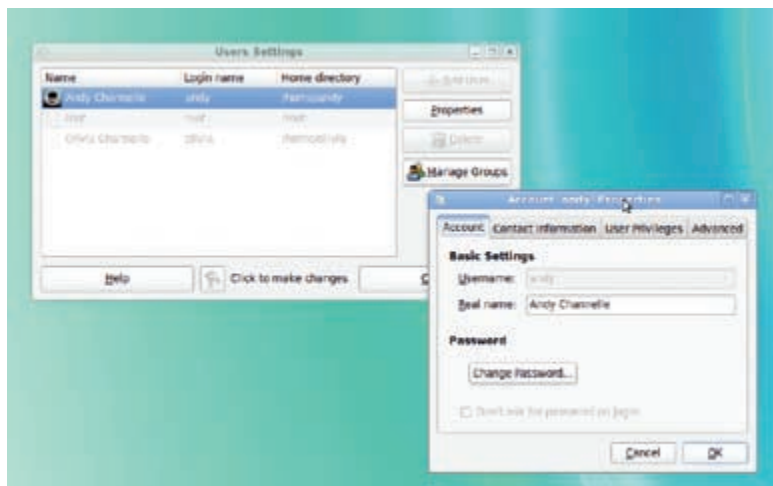 Users Settings
Name Login name Home directory
Andy Channelle andy /home/andy
root root /root
Olivia Channelle olivia /home/olivia
Add User
Properties
Delete
Manage Groups
Help
Click to make changes
Account 'andy' Properties
Account Contact Information User Privileges Advanced
Basic Settings
Username: andy
Real name: Andy Channelle
Password
Change Password...
Don't ask for password on login
Cancel OK